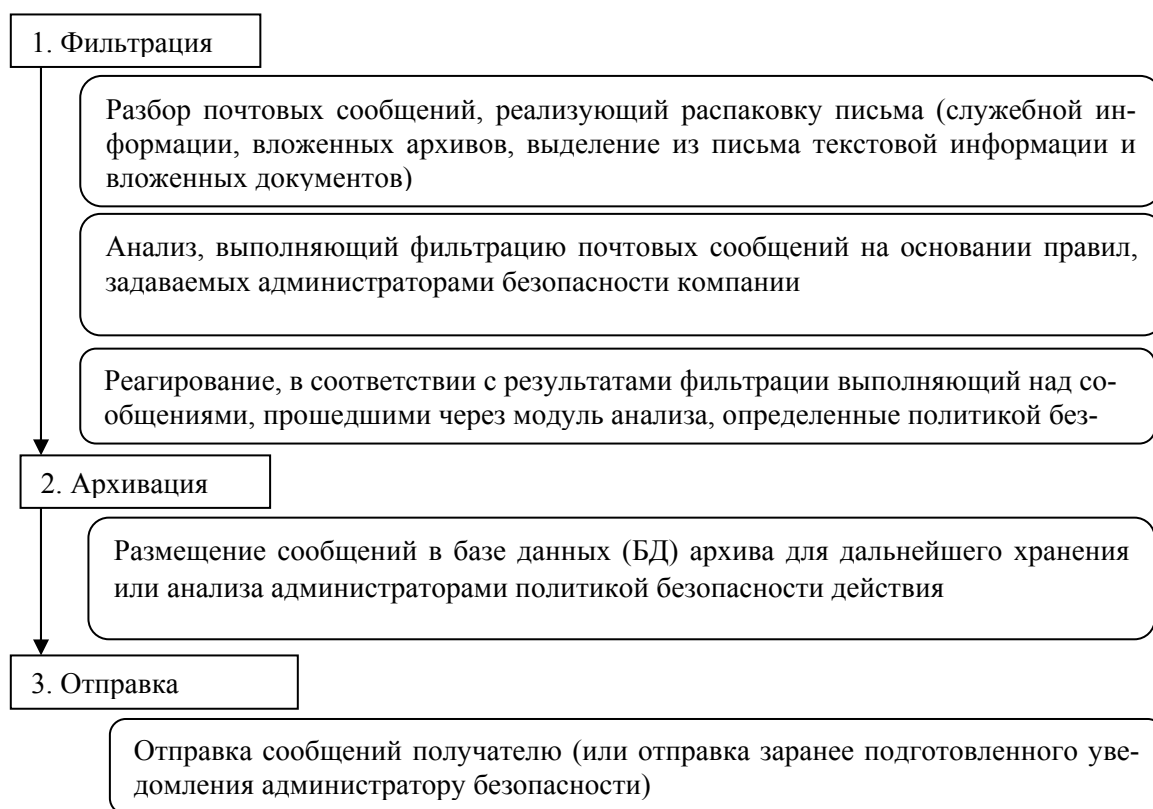 1. Фильтрация
Разбор почтовых сообщений, реализующий распаковку письма (служебной ин-
формации, вложенных архивов, выделение из письма текстовой информации и
вложенных документов)
Анализ, выполняющий фильтрацию почтовых сообщений на основании правил,
задаваемых администраторами безопасности компании
Реагирование, в соответствии с результатами фильтрации выполняющий над со-
общениями, прошедшими через модуль анализа, определенные политикой без-
2. Архивация
Размещение сообщений в базе данных (БД) архива для дальнейшего хранения
или анализа администраторами политикой безопасности действия
3. Отправка
Отправка сообщений получателю (или отправка заранее подготовленного уве-
домления администратору безопасности)